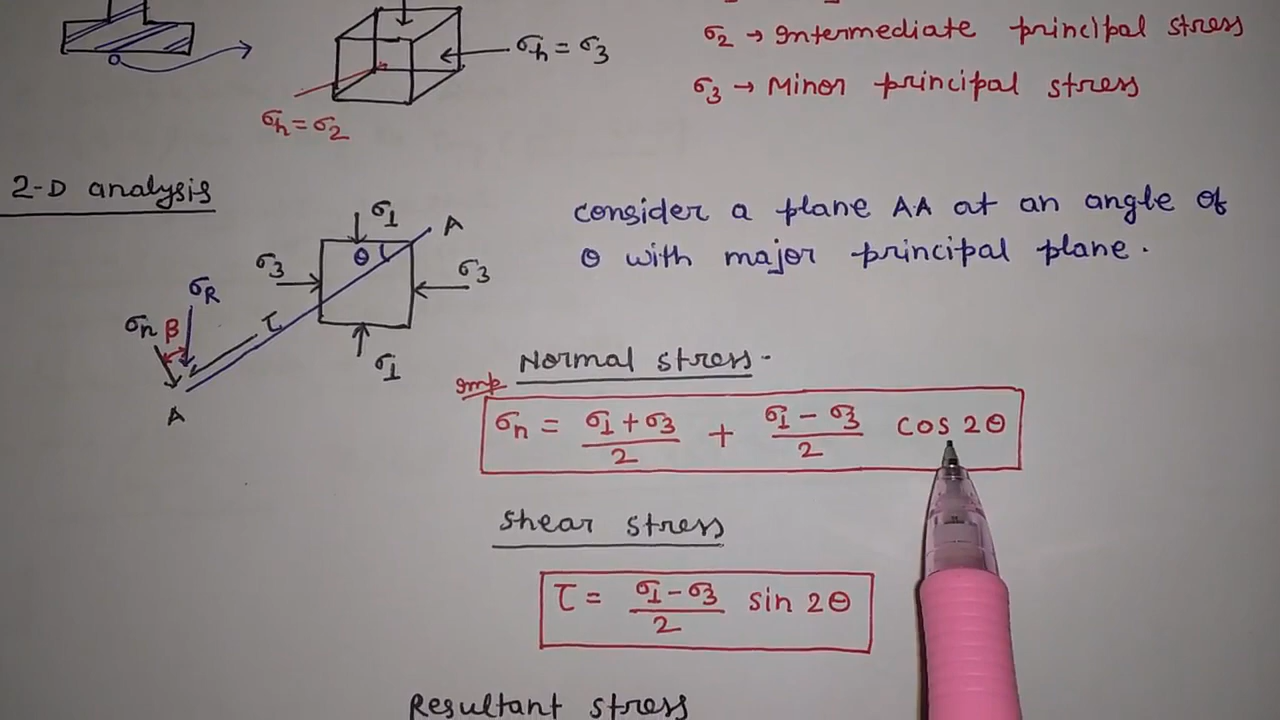 σ2 → Intermediate principal stress
σh = σ3
σ3 → Minor principal stress
σh = σ2
2-D analysis
σ1
A
consider a plane AA at an angle of
θ
θ with major principal plane.
σ3
σ3
σR
σn
β
τ
σ1
A
Normal stress.
Imp
σn = (σ1 + σ3)/2 + (σ1 - σ3)/2 cos 2θ
shear stress
τ = (σ1 - σ3)/2 sin 2θ
Resultant stress